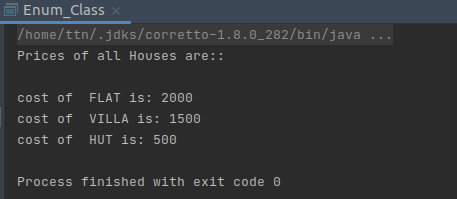 Enum_Class ×
/home/ttn/.jdks/corretto-1.8.0_282/bin/java ...
Prices of all Houses are::
cost of  FLAT is: 2000
cost of  VILLA is: 1500
cost of  HUT is: 500
Process finished with exit code 0